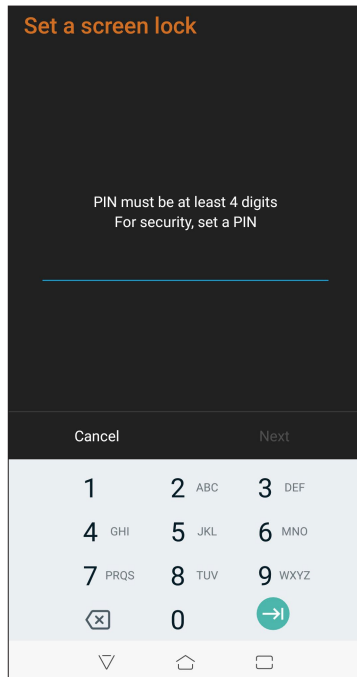 Set a screen lock
PIN must be at least 4 digits
For security, set a PIN
Cancel Next
1 2 ABC 3 DEF
4 GHI 5 JKL 6 MNO
7 PRQS 8 TUV 9 WXYZ
0